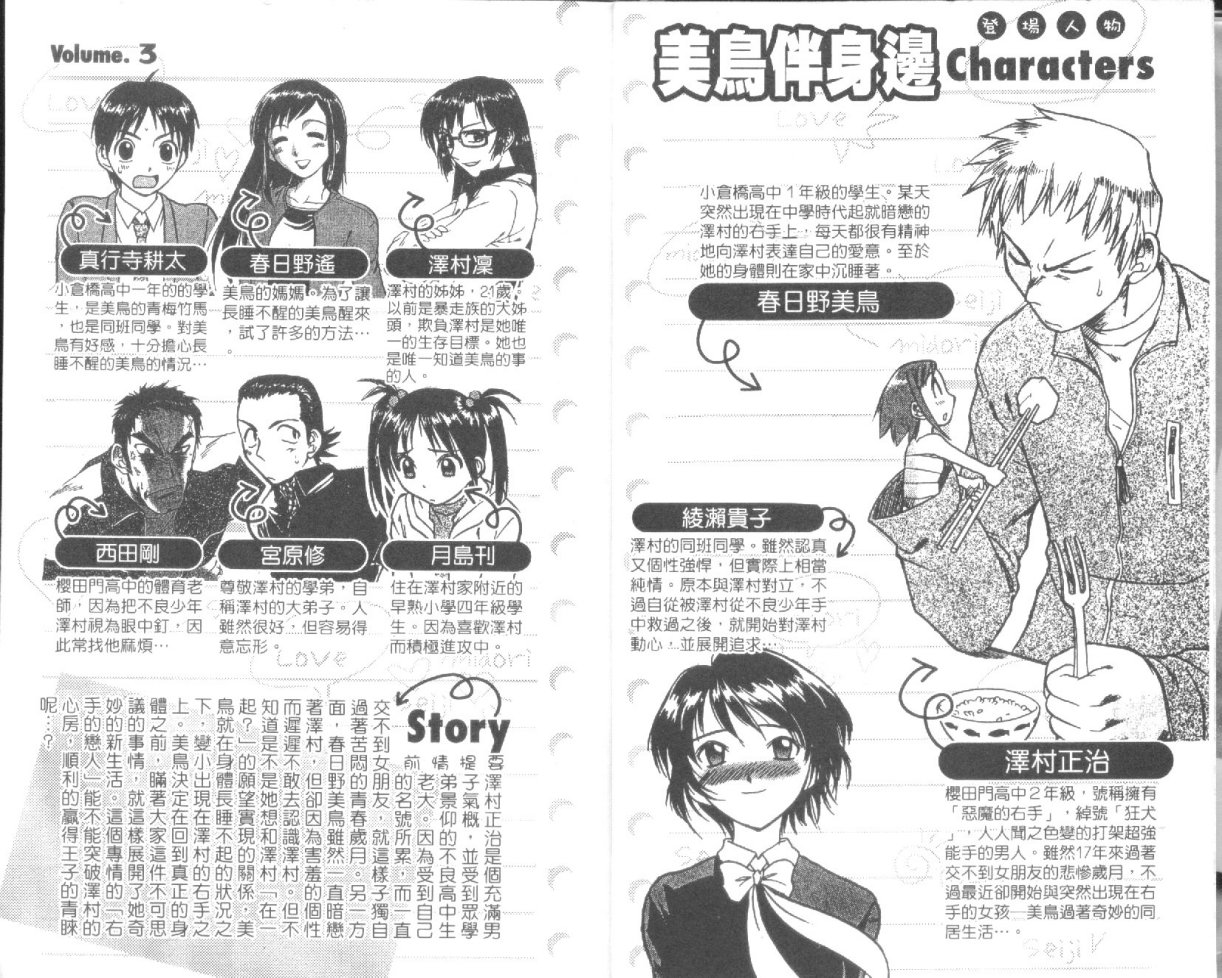 登場人物
美鳥伴身邊
Characters
小倉橋高中1年級的學生。某天
突然出現在中學時代起就暗戀的
澤村的右手上，每天都很有精神
地向澤村表達自己的愛意。至於
她的身體則在家中沉睡著。
春日野美鳥
綾瀨貴子
澤村的同班同學。雖然認真
又個性強悍，但實際上相當
純情。原本與澤村對立，不
過自從被澤村從不良少年手
中救過之後，就開始對澤村
動心，並展開追求…
澤村正治
櫻田門高中2年級，號稱擁有
「惡魔的右手」，綽號「狂犬
」，人人聞之色變的打架超強
能手的男人。雖然17年來過著
交不到女朋友的悲慘歲月，不
過最近卻開始與突然出現在右
手的女孩─美鳥過著奇妙的同
居生活…。
Love
midori
Seiji
Volume. 3
真行寺耕太
小倉橋高中一年的的學
生，是美鳥的青梅竹馬
，也是同班同學。對美
鳥有好感，十分擔心長
睡不醒的美鳥的情況…
春日野遙
美鳥的媽媽。為了讓
長睡不醒的美鳥醒來
，試了許多的方法…
。
澤村凜
澤村的姊姊，21歲。
以前是暴走族的大姊
頭，欺負澤村是她唯
一的生存目標。她也
是唯一知道美鳥的事
的人。
西田剛
櫻田門高中的體育老
師，因為把不良少年
澤村視為眼中釘，因
此常找他麻煩…
宮原修
尊敬澤村的學弟，自
稱澤村的大弟子。人
雖然很好，但容易得
意忘形。
月島刊
住在澤村家附近的
早熟小學四年級學
生。因為喜歡澤村
而積極進攻中。
Love
midori
Story
前情提要
澤村正治是個充滿男
子氣概，並受到眾學
弟景仰的不良高中生
老大。因為受到自己
的名號所累，而一直
交不到女朋友，就這樣子獨自
過著苦悶的青春歲月。另一方
面，春日野美鳥雖然一直暗戀
著澤村，但卻因為害羞的個性
而遲遲不敢去認識澤村。但不
知道是不是她想和澤村「在一
起？」的願望實現的關係，美
鳥就在身體長睡不起的狀況之
下，變小出現在澤村的右手之
上。美鳥決定在回到真正的身
體之前，瞞著大家這件不可思
議的事情，就這樣展開了她奇
妙的新生活。這個專情的「右
手的戀人」能不能突破澤村的
心房，順利的贏得王子的青睞
呢…？